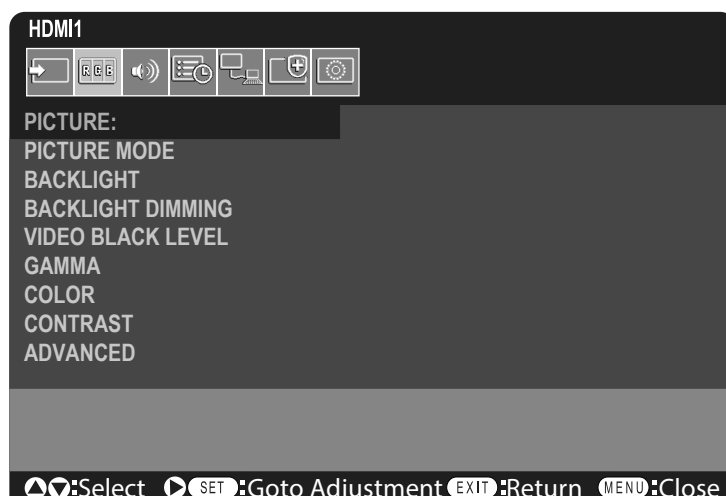 HDMI1
RGB
PICTURE:
PICTURE MODE
BACKLIGHT
BACKLIGHT DIMMING
VIDEO BLACK LEVEL
GAMMA
COLOR
CONTRAST
ADVANCED
:Select SET:Goto Adjustment EXIT:Return MENU:Close